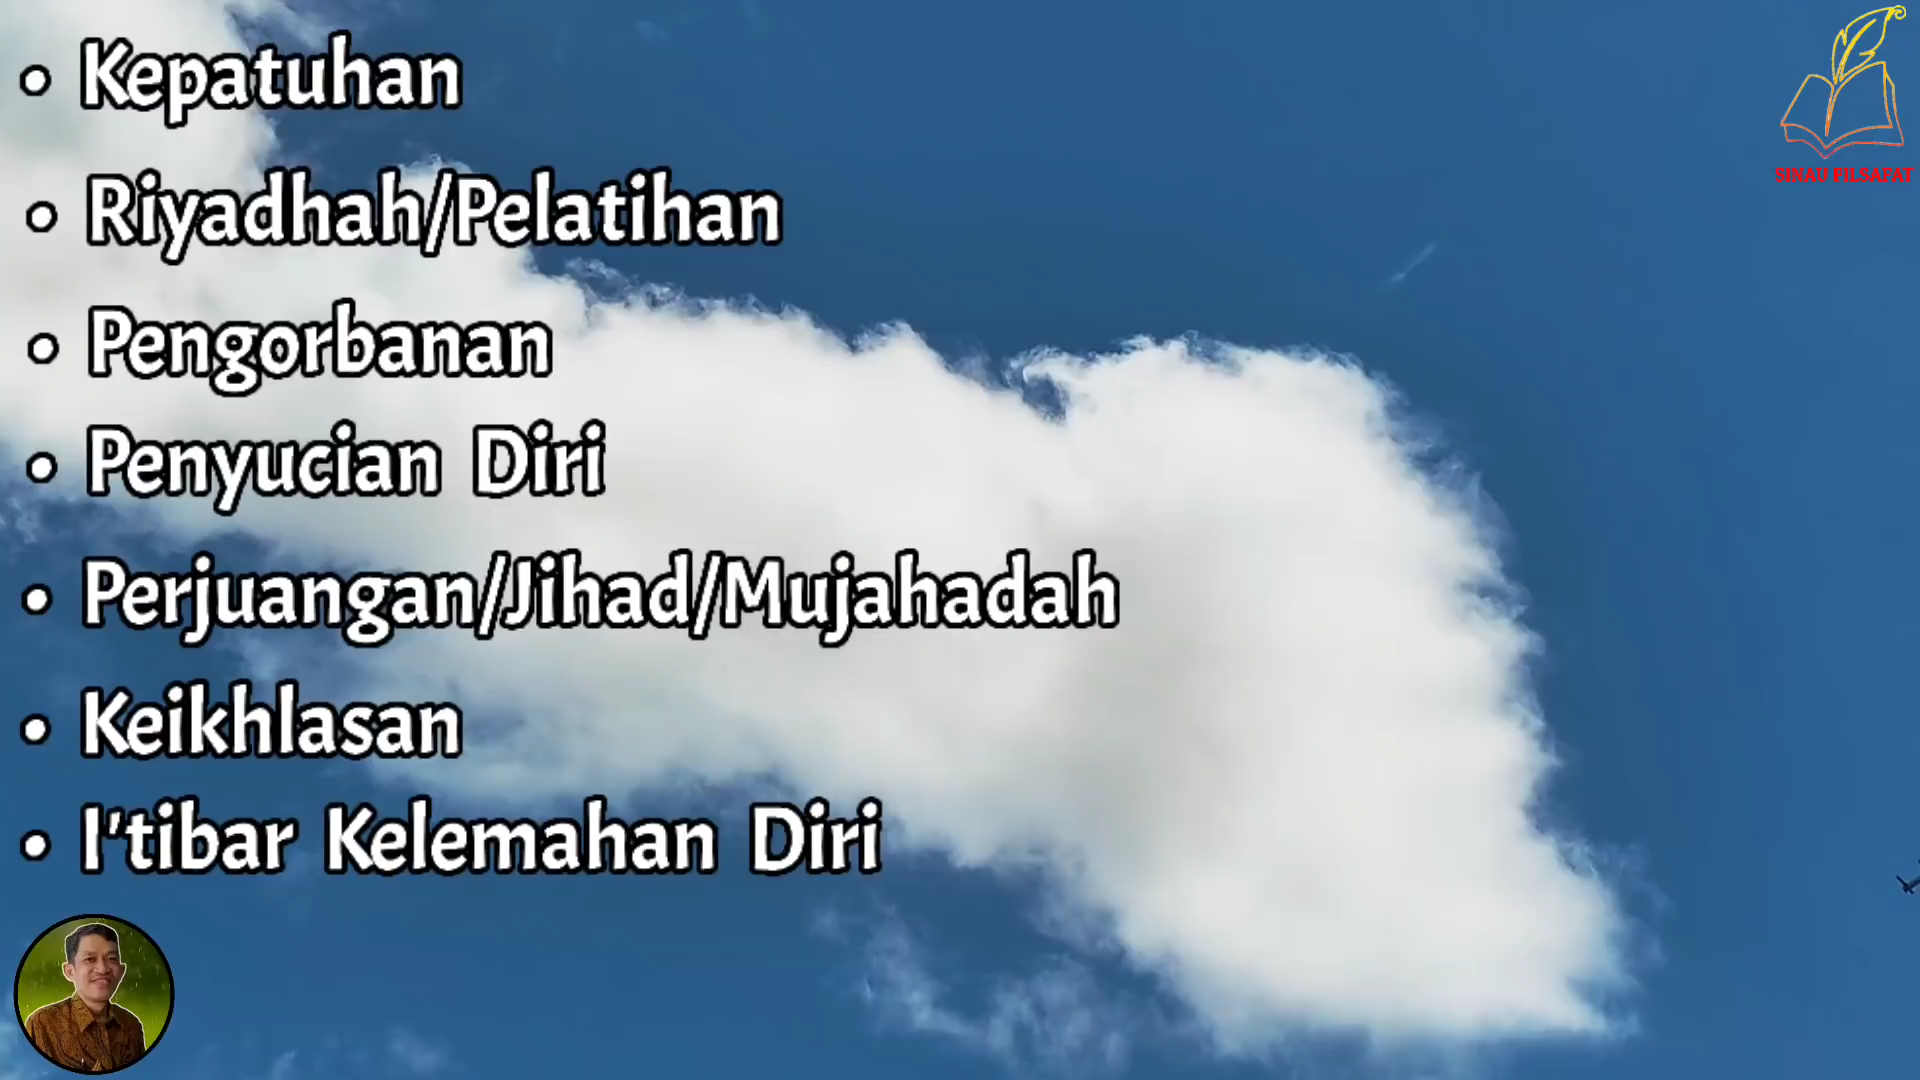 • Kepatuhan
• Riyadhah/Pelatihan
• Pengorbanan
• Penyucian Diri
• Perjuangan/Jihad/Mujahadah
• Keikhlasan
• I'tibar Kelemahan Diri
SINAU FILSAFAT